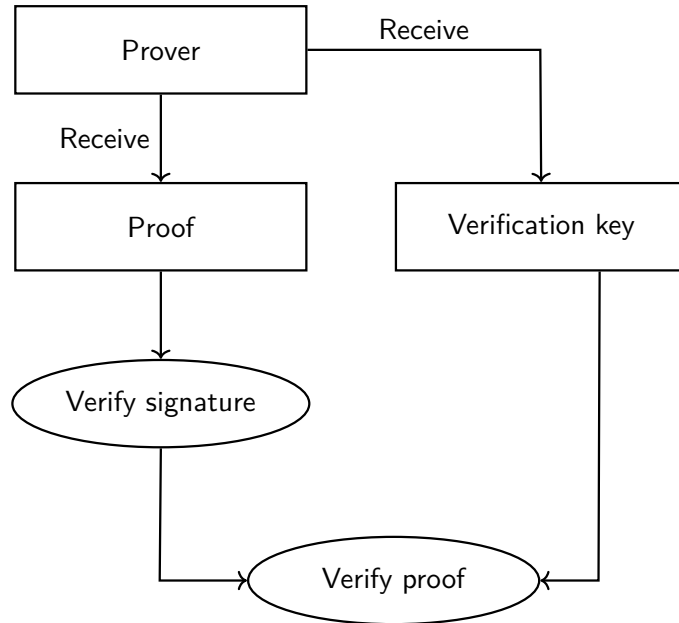 Receive
Prover
Receive
Proof
Verification key
Verify signature
Verify proof